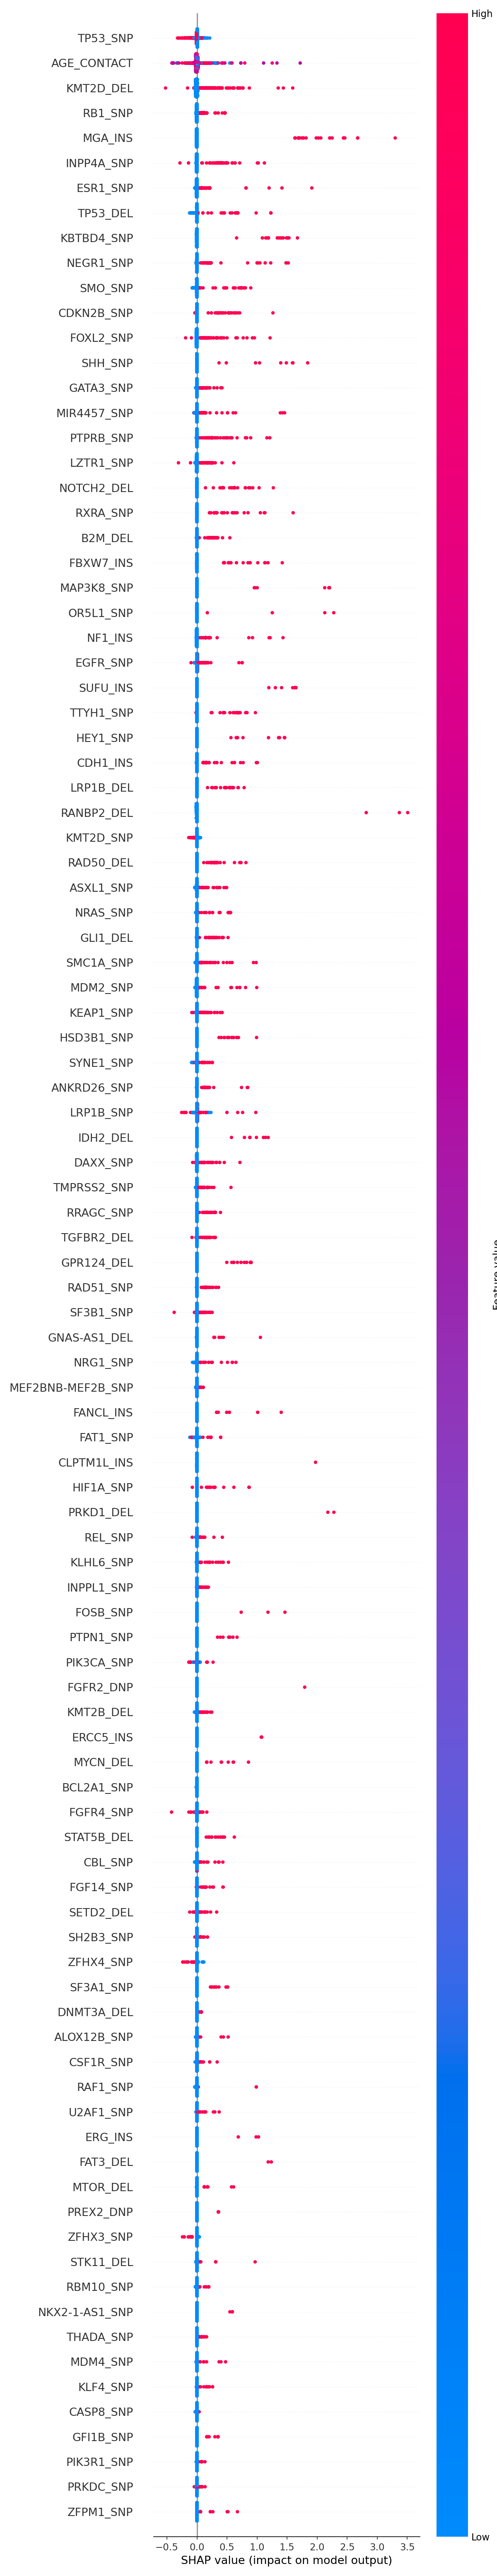 High
TP53_SNP
AGE_CONTACT
KMT2D_DEL
RB1_SNP
MGA_INS
INPP4A_SNP
ESR1_SNP
TP53_DEL
KBTBD4_SNP
NEGR1_SNP
SMO_SNP
CDKN2B_SNP
FOXL2_SNP
SHH_SNP
GATA3_SNP
MIR4457_SNP
PTPRB_SNP
LZTR1_SNP
NOTCH2_DEL
RXRA_SNP
B2M_DEL
FBXW7_INS
MAP3K8_SNP
OR5L1_SNP
NF1_INS
EGFR_SNP
SUFU_INS
TTYH1_SNP
HEY1_SNP
CDH1_INS
LRP1B_DEL
RANBP2_DEL
KMT2D_SNP
RAD50_DEL
ASXL1_SNP
NRAS_SNP
GLI1_DEL
SMC1A_SNP
MDM2_SNP
KEAP1_SNP
HSD3B1_SNP
SYNE1_SNP
ANKRD26_SNP
LRP1B_SNP
IDH2_DEL
DAXX_SNP
TMPRSS2_SNP
RRAGC_SNP
TGFBR2_DEL
GPR124_DEL
RAD51_SNP
SF3B1_SNP
GNAS-AS1_DEL
NRG1_SNP
MEF2BNB-MEF2B_SNP
FANCL_INS
FAT1_SNP
CLPTM1L_INS
HIF1A_SNP
PRKD1_DEL
REL_SNP
KLHL6_SNP
INPPL1_SNP
FOSB_SNP
PTPN1_SNP
PIK3CA_SNP
FGFR2_DNP
KMT2B_DEL
ERCC5_INS
MYCN_DEL
BCL2A1_SNP
FGFR4_SNP
STAT5B_DEL
CBL_SNP
FGF14_SNP
SETD2_DEL
SH2B3_SNP
ZFHX4_SNP
SF3A1_SNP
DNMT3A_DEL
ALOX12B_SNP
CSF1R_SNP
RAF1_SNP
U2AF1_SNP
ERG_INS
FAT3_DEL
MTOR_DEL
PREX2_DNP
ZFHX3_SNP
STK11_DEL
RBM10_SNP
NKX2-1-AS1_SNP
THADA_SNP
MDM4_SNP
KLF4_SNP
CASP8_SNP
GFI1B_SNP
PIK3R1_SNP
PRKDC_SNP
ZFPM1_SNP
Feature value
Low
−0.5 0.0 0.5 1.0 1.5 2.0 2.5 3.0 3.5
SHAP value (impact on model output)